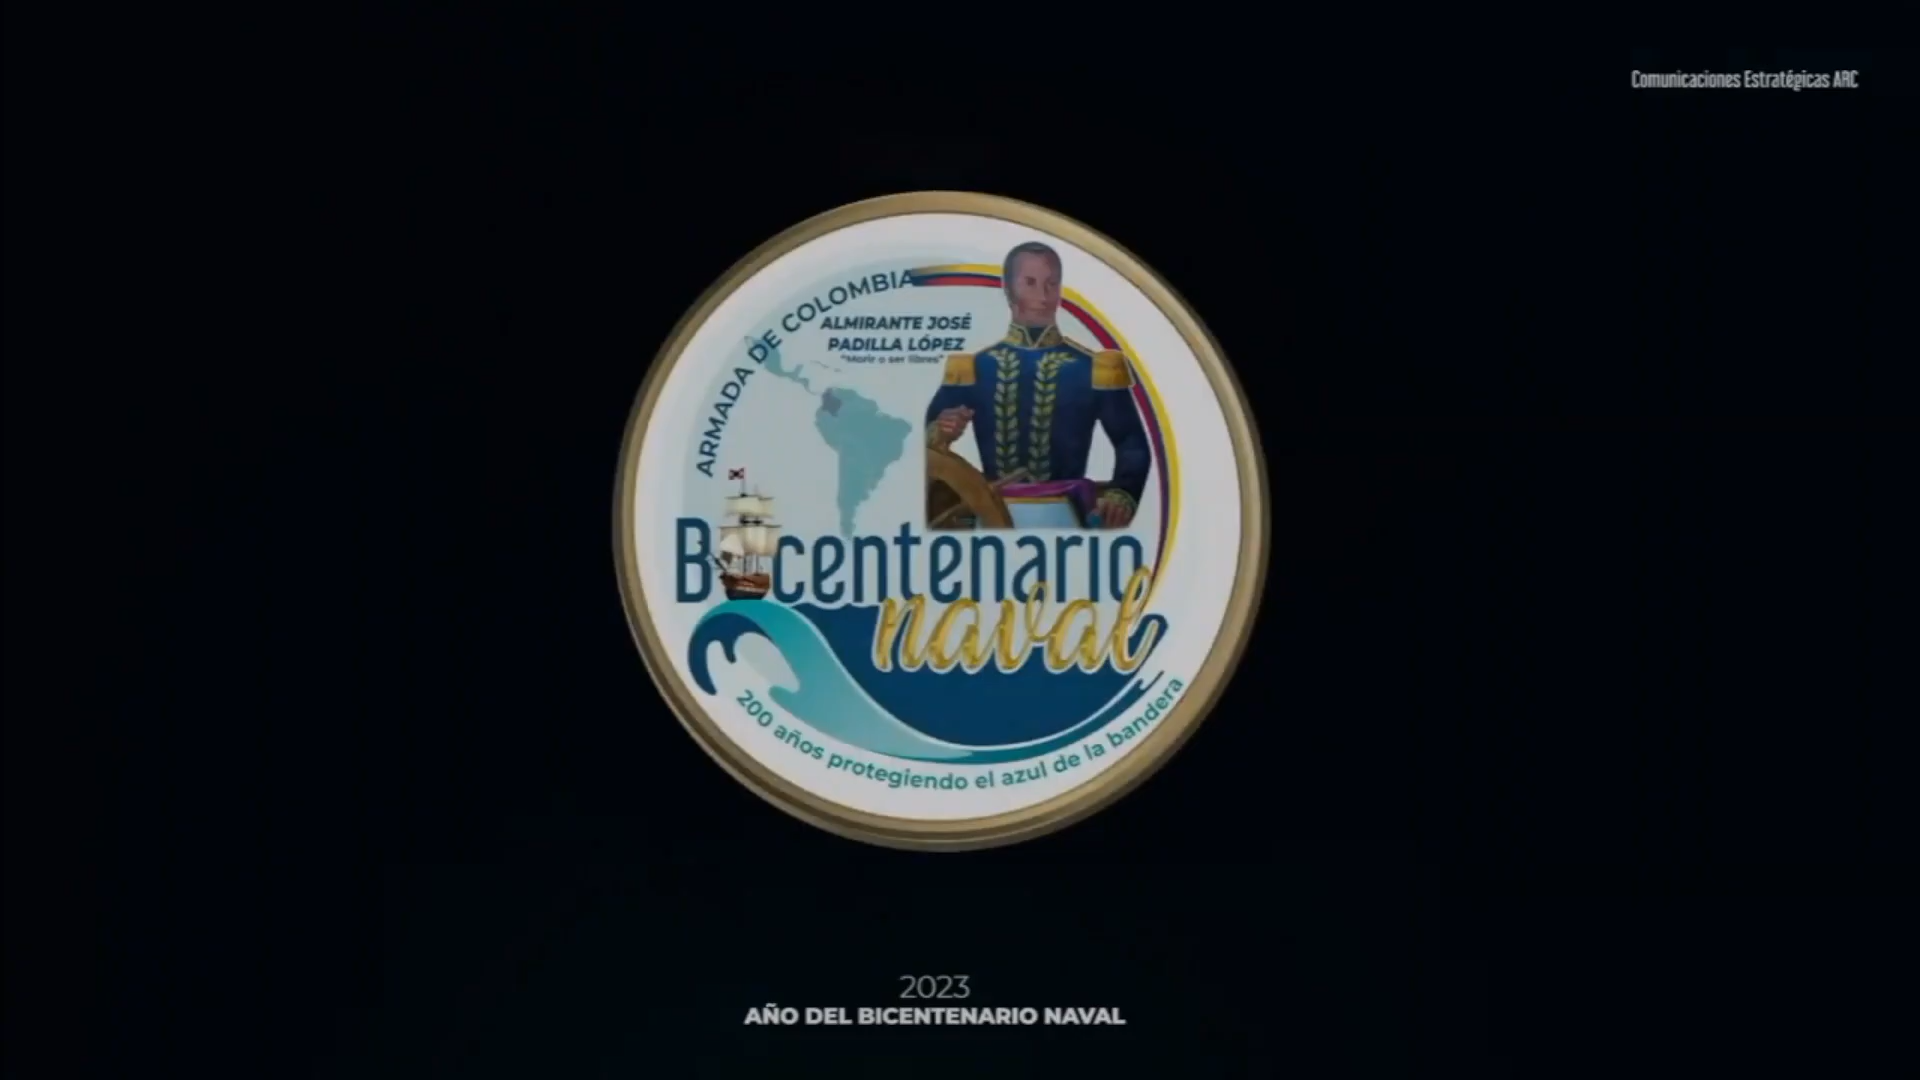 Comunicaciones Estratégicas ARC
ARMADA DE COLOMBIA
ALMIRANTE JOSÉ
PADILLA LÓPEZ
"Morir o ser libres"
Bicentenario
naval
200 años protegiendo el azul de la bandera
2023
AÑO DEL BICENTENARIO NAVAL